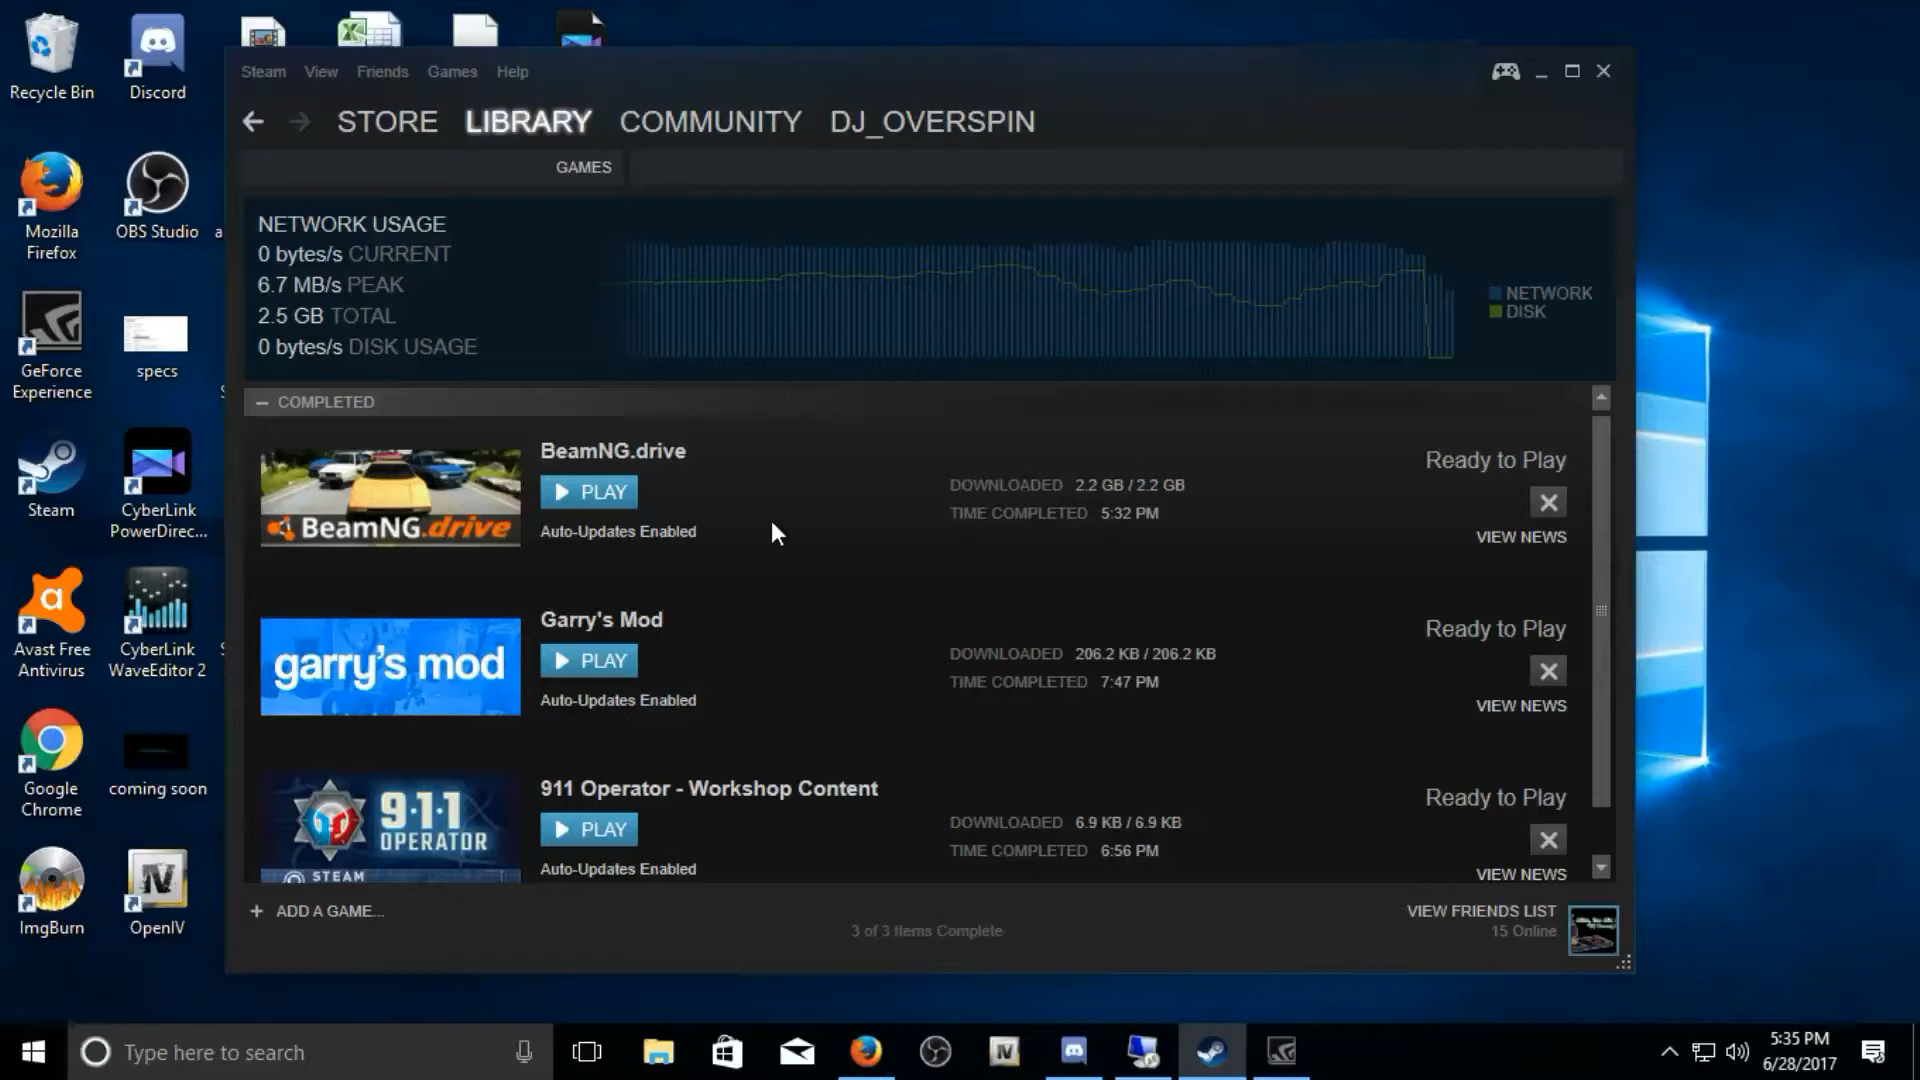 Recycle Bin
Discord
Mozilla
Firefox
OBS Studio
GeForce
Experience
specs
Steam
CyberLink
PowerDirec...
Avast Free
Antivirus
CyberLink
WaveEditor 2
Google
Chrome
coming soon
ImgBurn
OpenIV
Steam View Friends Games Help
STORE LIBRARY COMMUNITY DJ_OVERSPIN
GAMES
NETWORK USAGE
0 bytes/s CURRENT
6.7 MB/s PEAK
2.5 GB TOTAL
0 bytes/s DISK USAGE
NETWORK
DISK
COMPLETED
BeamNG.drive
BeamNG.drive
PLAY
Auto-Updates Enabled
DOWNLOADED 2.2 GB / 2.2 GB
TIME COMPLETED 5:32 PM
Ready to Play
VIEW NEWS
garry's mod
Garry's Mod
PLAY
Auto-Updates Enabled
DOWNLOADED 206.2 KB / 206.2 KB
TIME COMPLETED 7:47 PM
Ready to Play
VIEW NEWS
9·1·1
OPERATOR
STEAM
911 Operator - Workshop Content
PLAY
Auto-Updates Enabled
DOWNLOADED 6.9 KB / 6.9 KB
TIME COMPLETED 6:56 PM
Ready to Play
VIEW NEWS
+ ADD A GAME...
3 of 3 Items Complete
VIEW FRIENDS LIST
15 Online
Type here to search
5:35 PM
6/28/2017